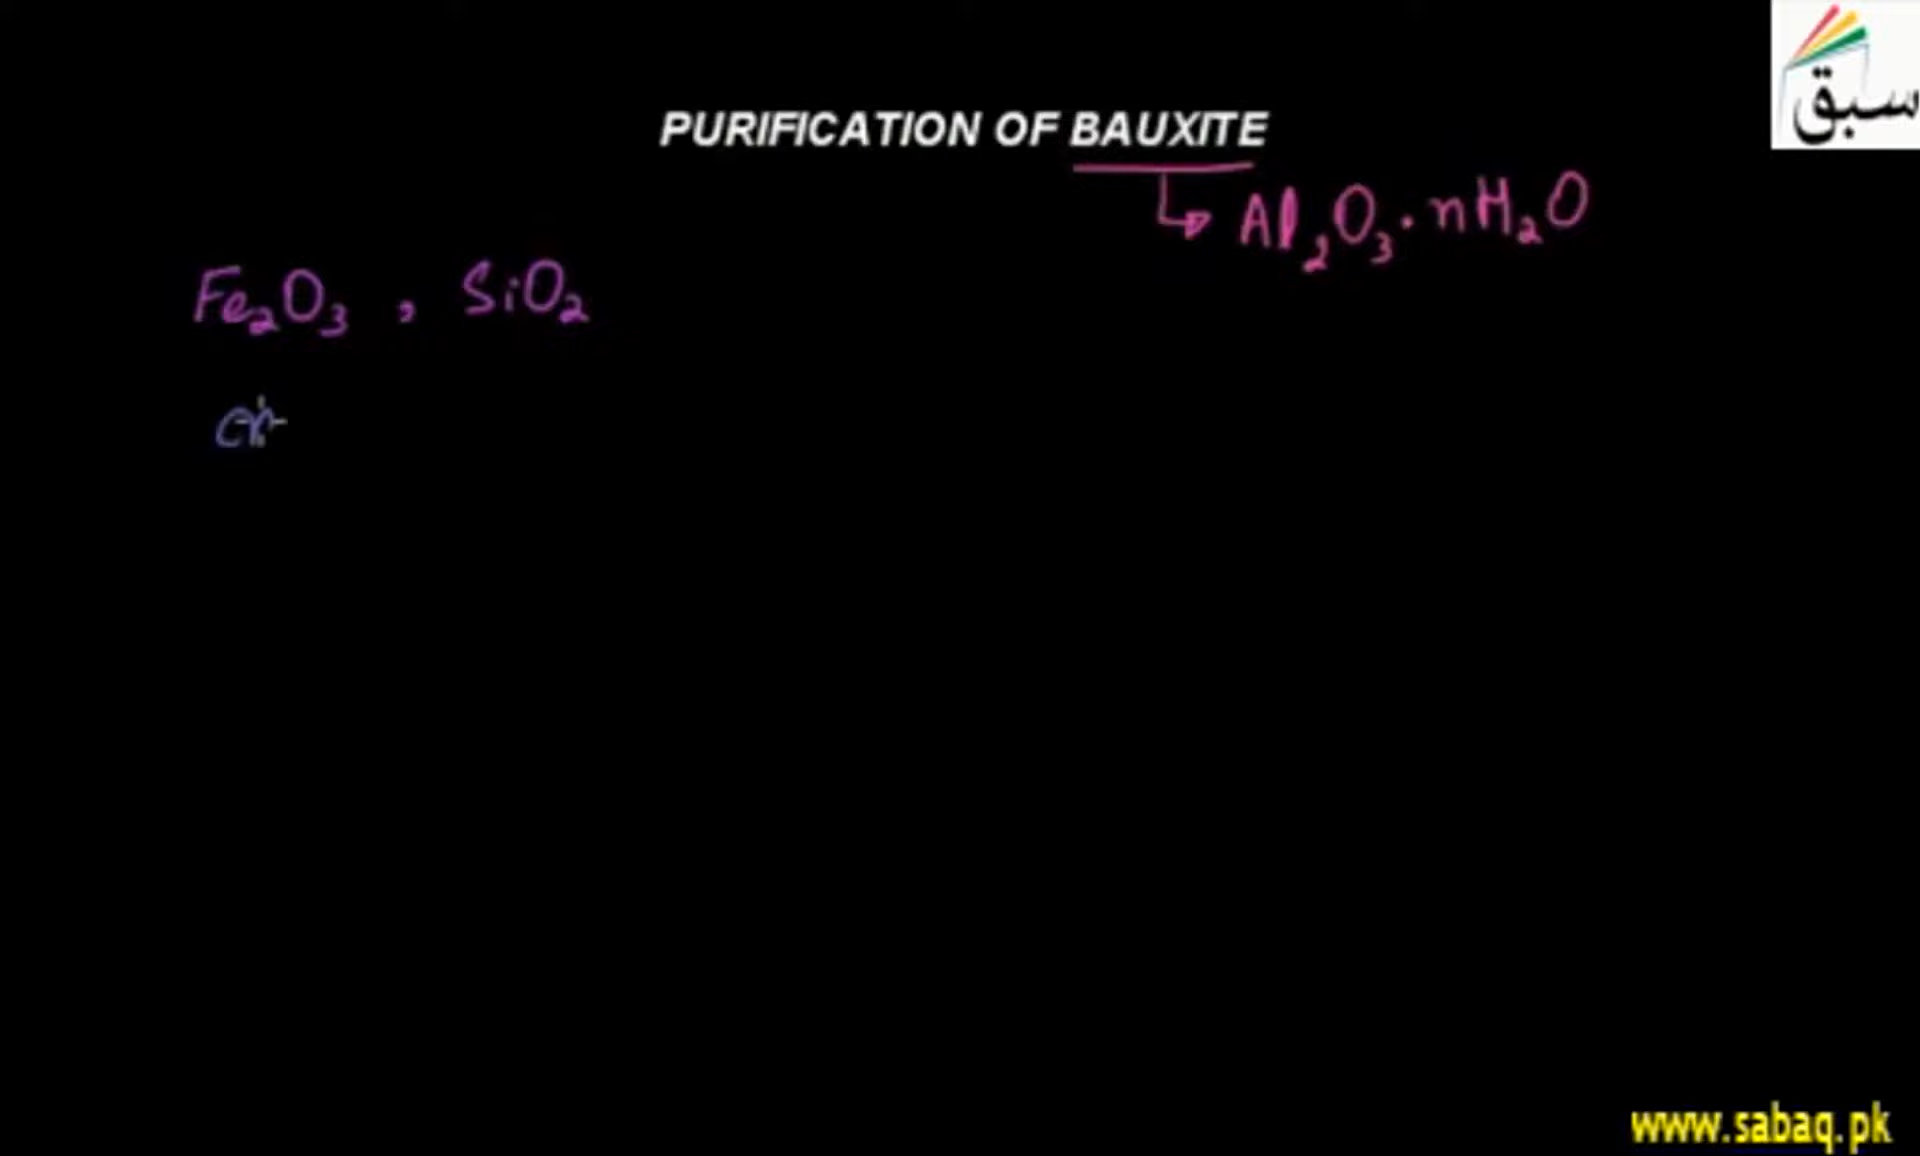 سبق
PURIFICATION OF BAUXITE
Al₂O₃·nH₂O
Fe₂O₃, SiO₂
www.sabaq.pk